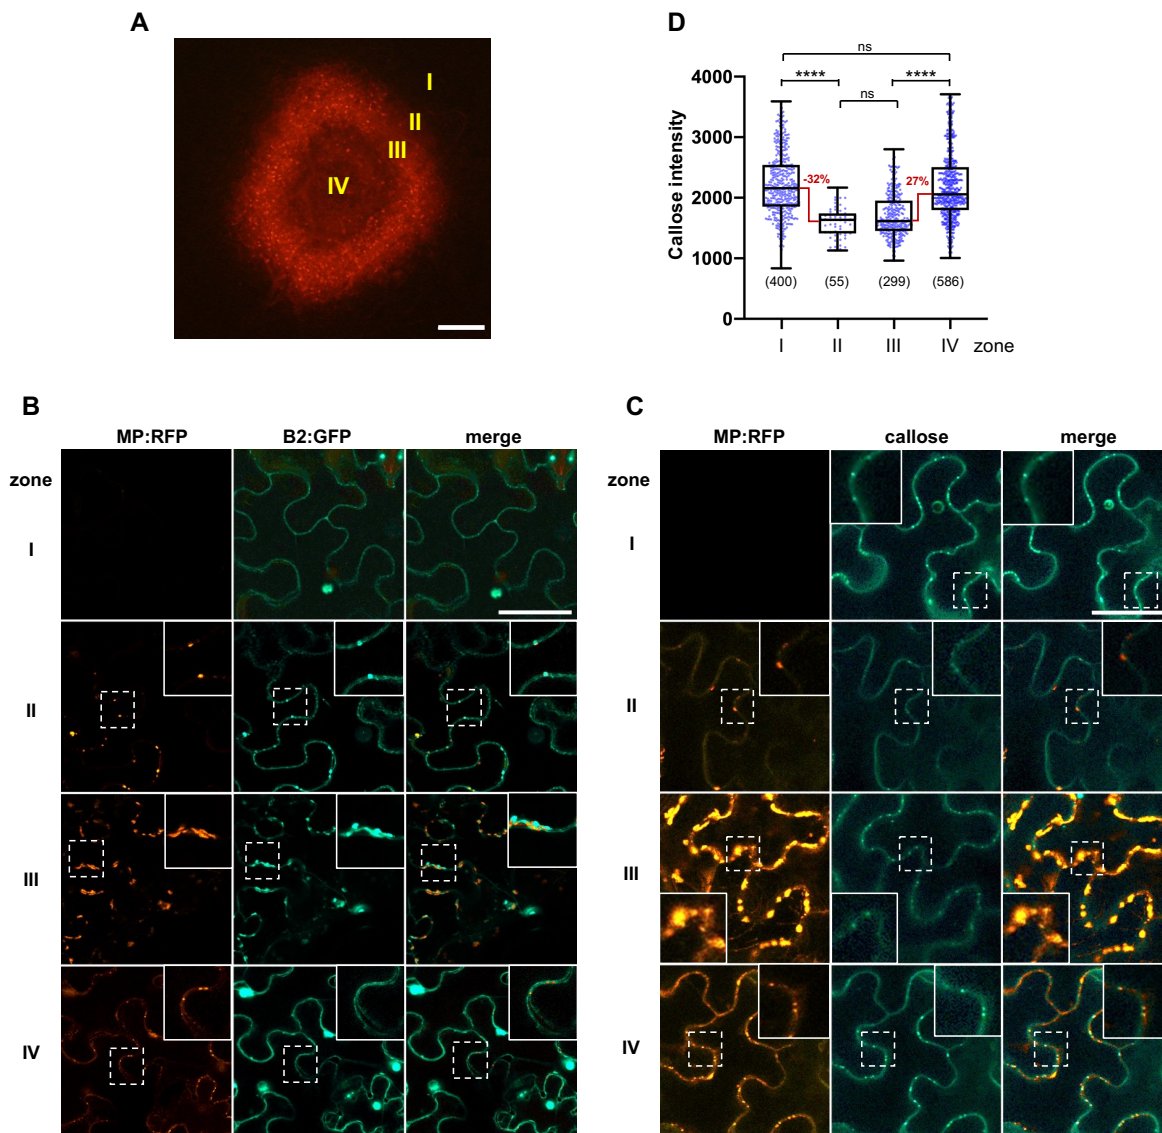 A
I
II
III
IV
D
ns
**** ****
ns
4000
3000
2000
1000
0
Callose intensity
-32%
27%
(400) (55) (299) (586)
I II III IV zone
B
MP:RFP B2:GFP merge
zone
I
II
III
IV
C
MP:RFP callose merge
zone
I
II
III
IV